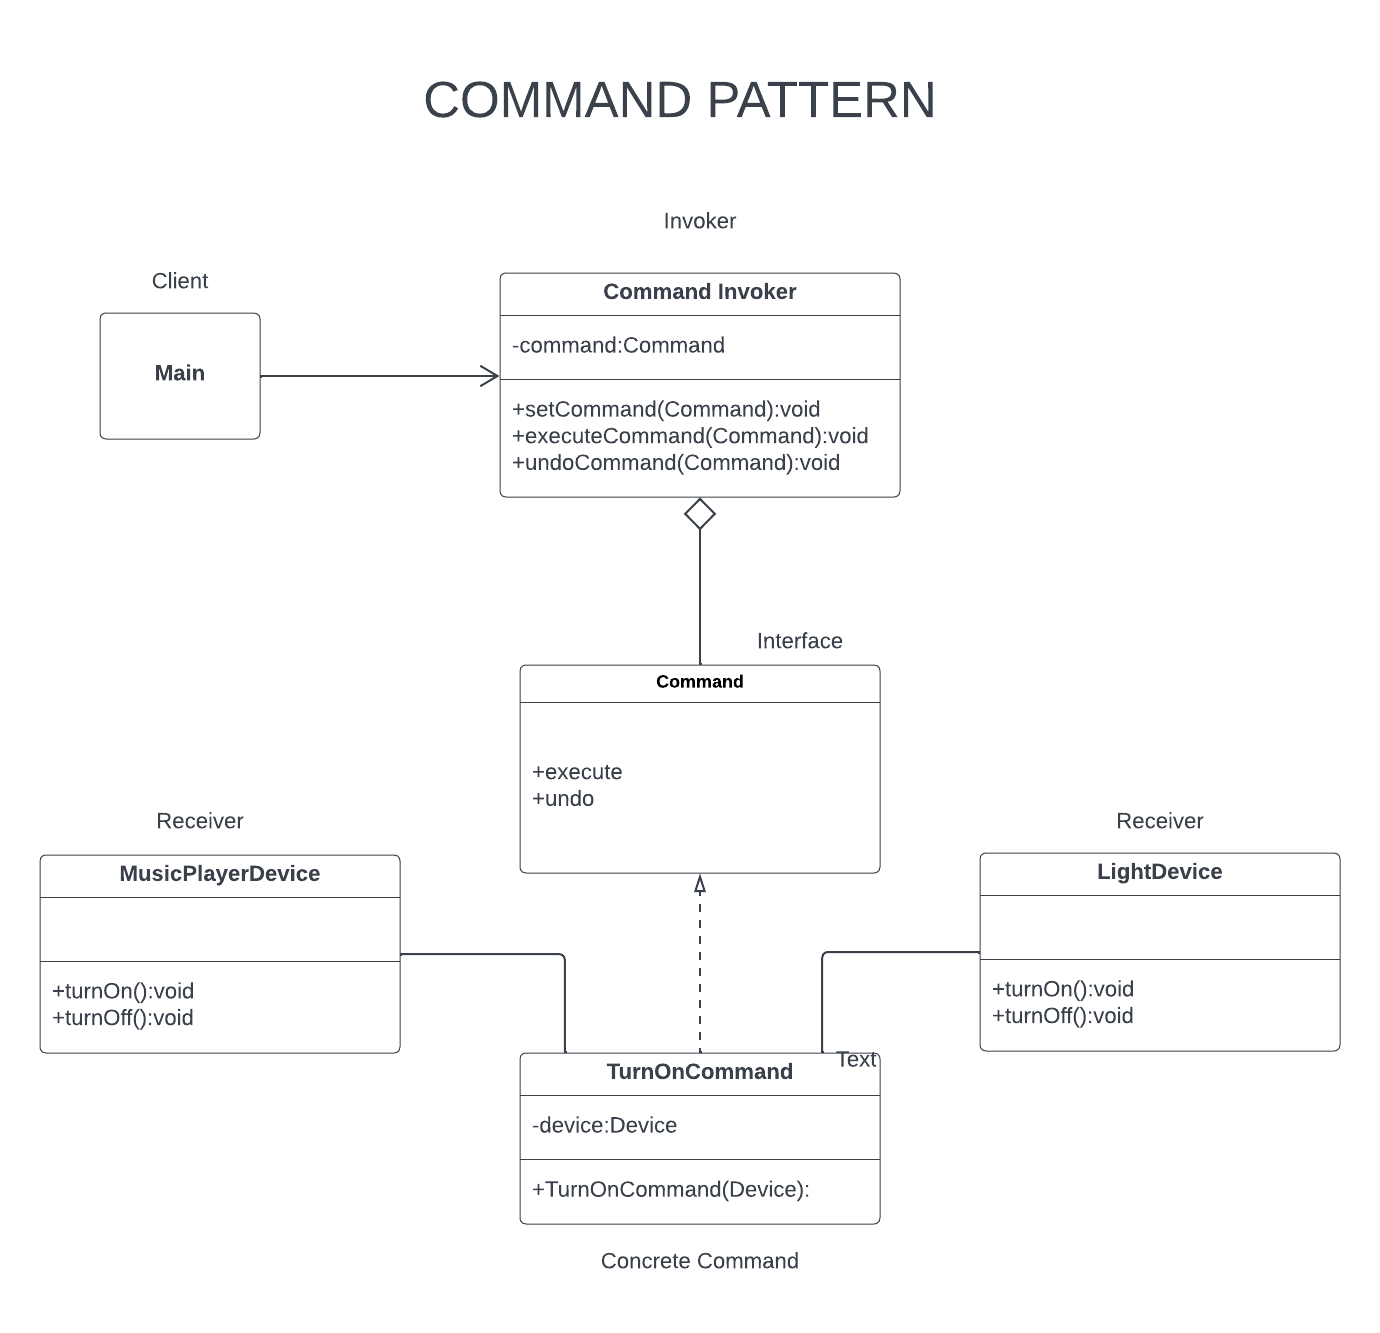 COMMAND PATTERN
Invoker
Client
Command Invoker
-command:Command
Main
+setCommand(Command):void
+executeCommand(Command):void
+undoCommand(Command):void
Interface
Command
+execute
+undo
Receiver
MusicPlayerDevice
+turnOn():void
+turnOff():void
Receiver
LightDevice
+turnOn():void
+turnOff():void
Text
TurnOnCommand
-device:Device
+TurnOnCommand(Device):
Concrete Command